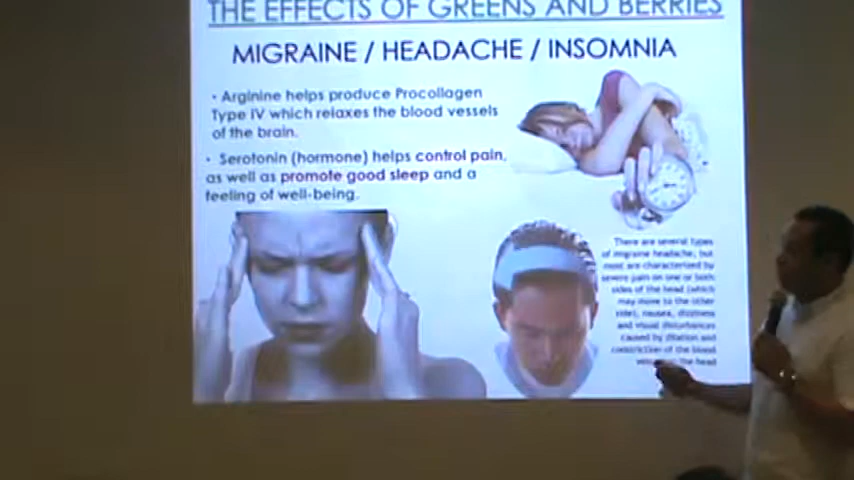 THE EFFECTS OF GREENS AND BERRIES
MIGRAINE / HEADACHE / INSOMNIA
• Arginine helps produce Procollagen
Type IV which relaxes the blood vessels
of the brain.
• Serotonin (hormone) helps control pain,
as well as promote good sleep and a
feeling of well-being.
There are several types
of migraine headache, but
most are characterized by
severe pain on one or both
sides of the head (which
may move to the other
side), nausea, dizziness
and visual disturbances
caused by dilation and
constriction of the blood
the head